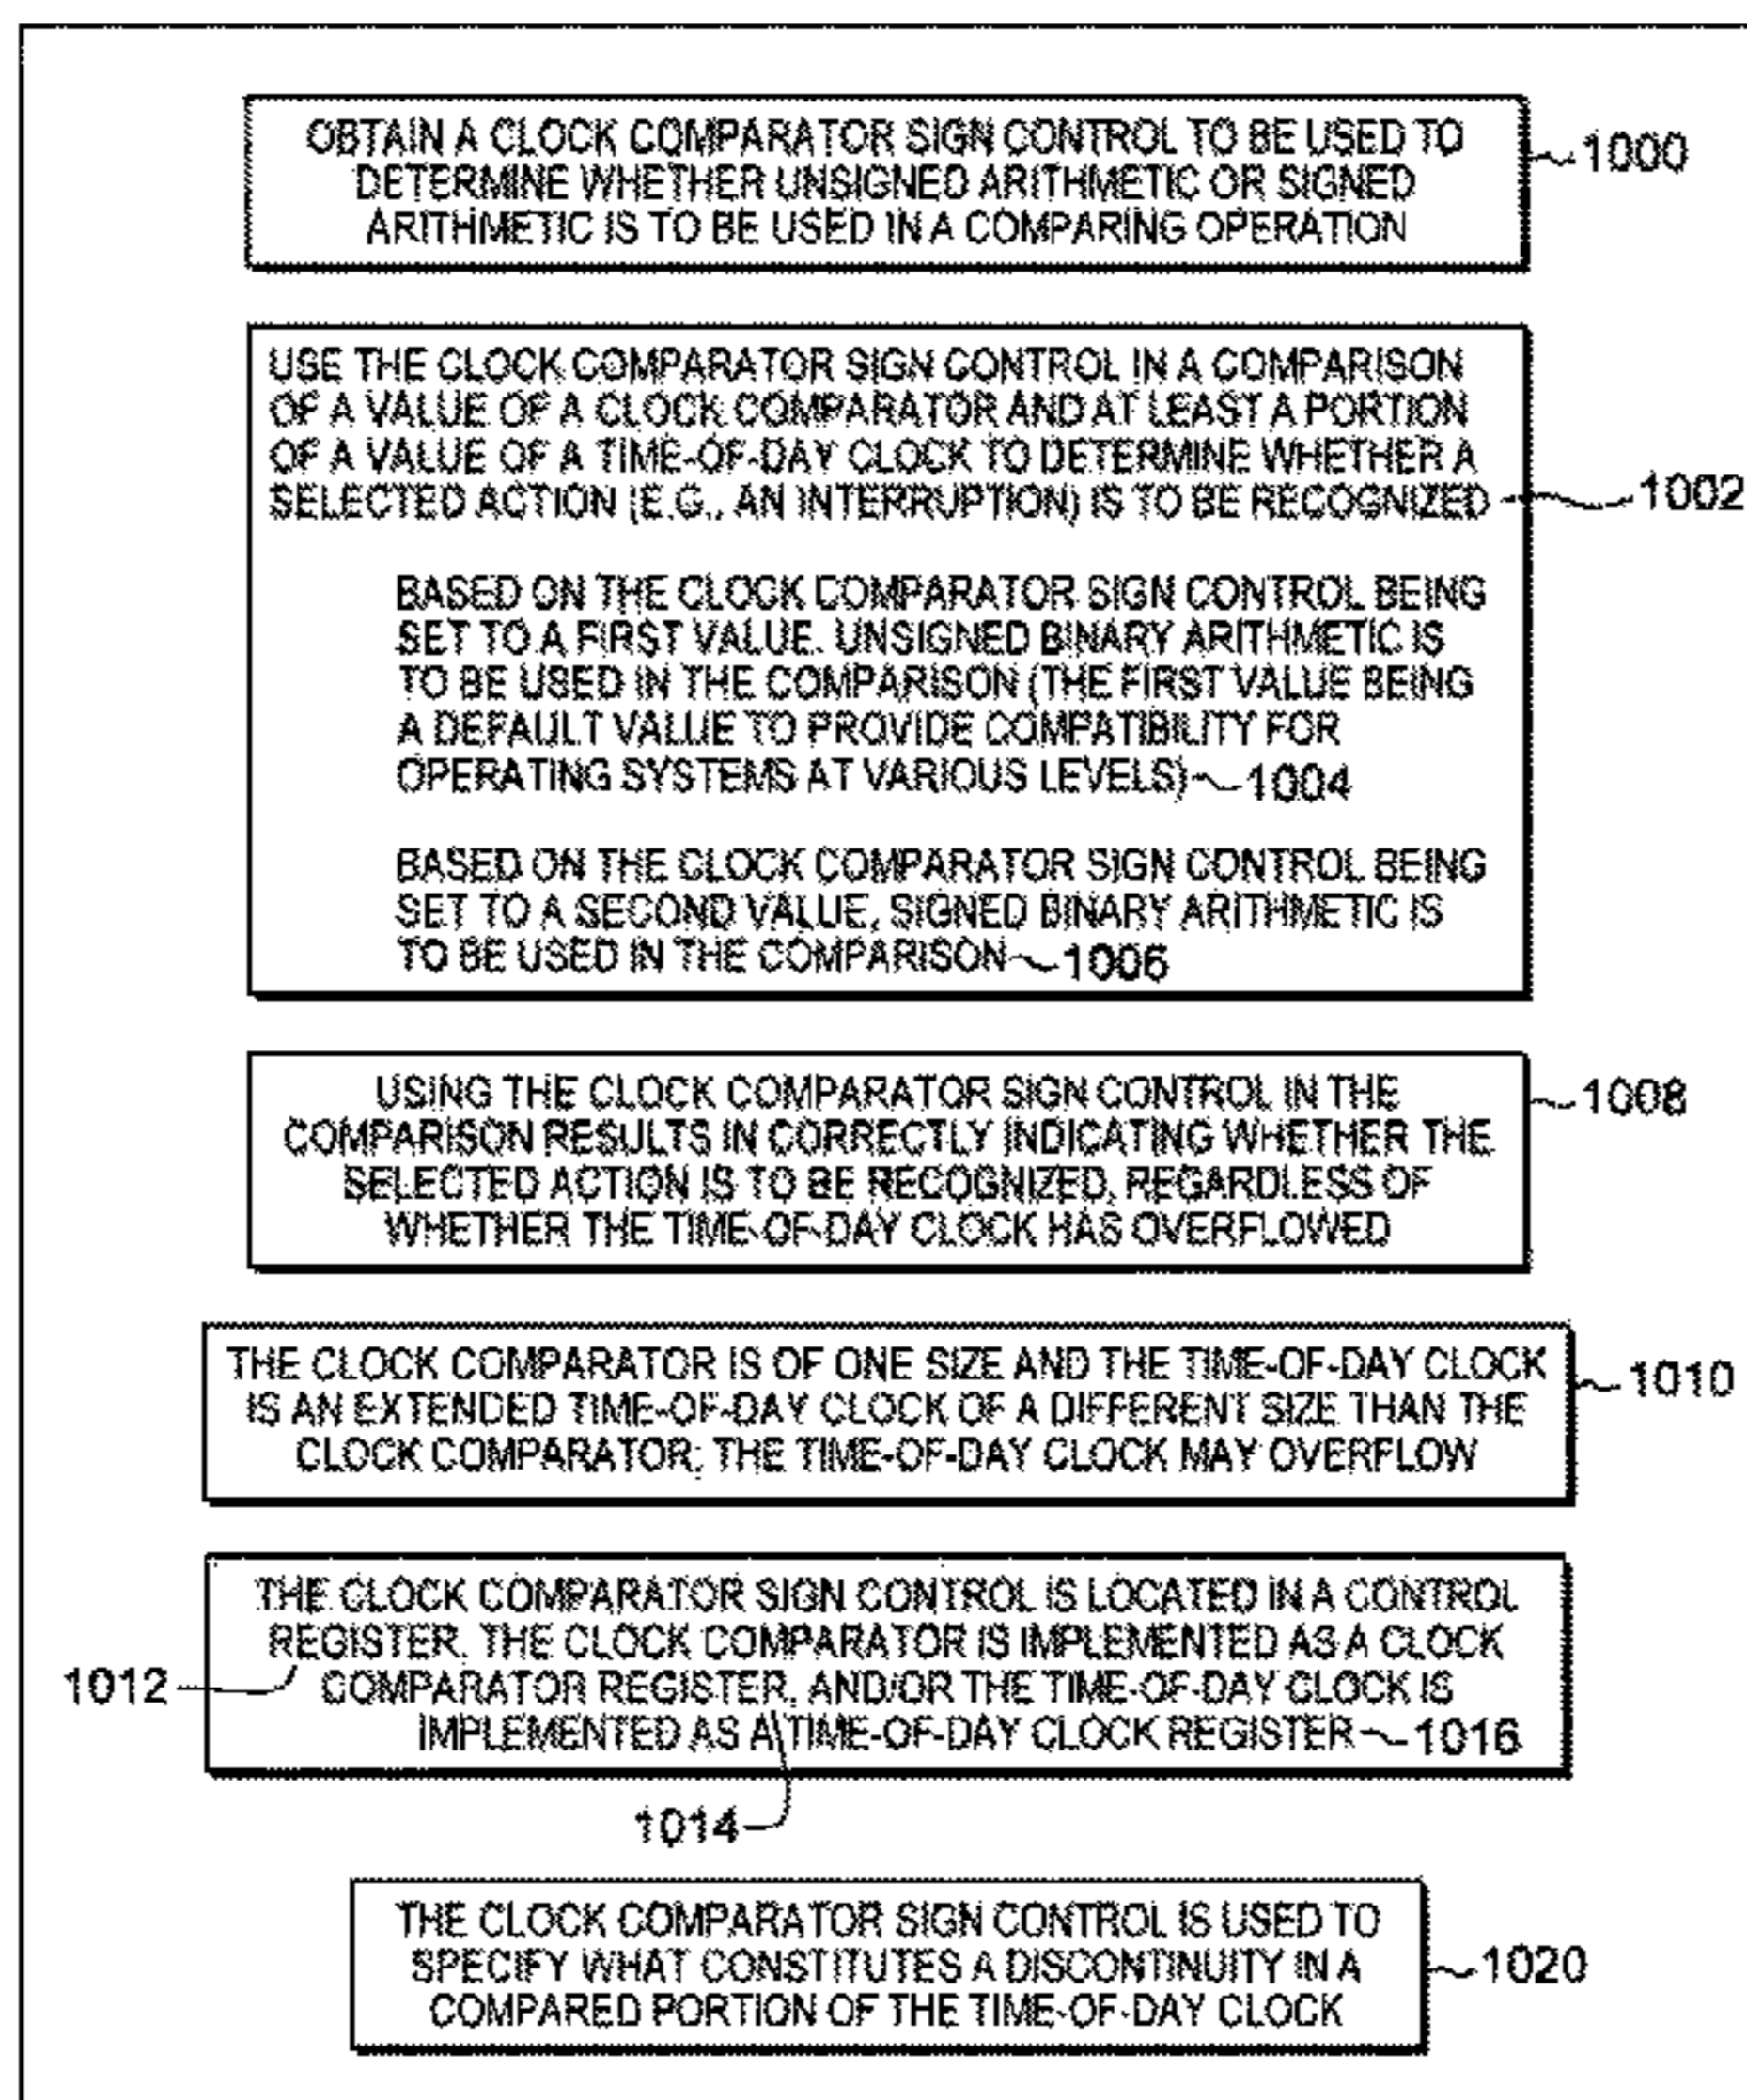 OBTAIN A CLOCK COMPARATOR SIGN CONTROL TO BE USED TO
DETERMINE WHETHER UNSIGNED ARITHMETIC OR SIGNED
ARITHMETIC IS TO BE USED IN A COMPARING OPERATION
1000
USE THE CLOCK COMPARATOR SIGN CONTROL IN A COMPARISON
OF A VALUE OF A CLOCK COMPARATOR AND AT LEAST A PORTION
OF A VALUE OF A TIME-OF-DAY CLOCK TO DETERMINE WHETHER A
SELECTED ACTION (E.G., AN INTERRUPTION) IS TO BE RECOGNIZED 1002
BASED ON THE CLOCK COMPARATOR SIGN CONTROL BEING
SET TO A FIRST VALUE, UNSIGNED BINARY ARITHMETIC IS
TO BE USED IN THE COMPARISON (THE FIRST VALUE BEING
A DEFAULT VALUE TO PROVIDE COMPATIBILITY FOR
OPERATING SYSTEMS AT VARIOUS LEVELS) 1004
BASED ON THE CLOCK COMPARATOR SIGN CONTROL BEING
SET TO A SECOND VALUE, SIGNED BINARY ARITHMETIC IS
TO BE USED IN THE COMPARISON 1006
USING THE CLOCK COMPARATOR SIGN CONTROL IN THE
COMPARISON RESULTS IN CORRECTLY INDICATING WHETHER THE
SELECTED ACTION IS TO BE RECOGNIZED, REGARDLESS OF
WHETHER THE TIME-OF-DAY CLOCK HAS OVERFLOWED
1008
THE CLOCK COMPARATOR IS OF ONE SIZE AND THE TIME-OF-DAY CLOCK
IS AN EXTENDED TIME-OF-DAY CLOCK OF A DIFFERENT SIZE THAN THE
CLOCK COMPARATOR; THE TIME-OF-DAY CLOCK MAY OVERFLOW
1010
THE CLOCK COMPARATOR SIGN CONTROL IS LOCATED IN A CONTROL
REGISTER, THE CLOCK COMPARATOR IS IMPLEMENTED AS A CLOCK
1012 COMPARATOR REGISTER, AND/OR THE TIME-OF-DAY CLOCK IS
IMPLEMENTED AS A TIME-OF-DAY CLOCK REGISTER 1016
1014
THE CLOCK COMPARATOR SIGN CONTROL IS USED TO
SPECIFY WHAT CONSTITUTES A DISCONTINUITY IN A
COMPARED PORTION OF THE TIME-OF-DAY CLOCK
1020